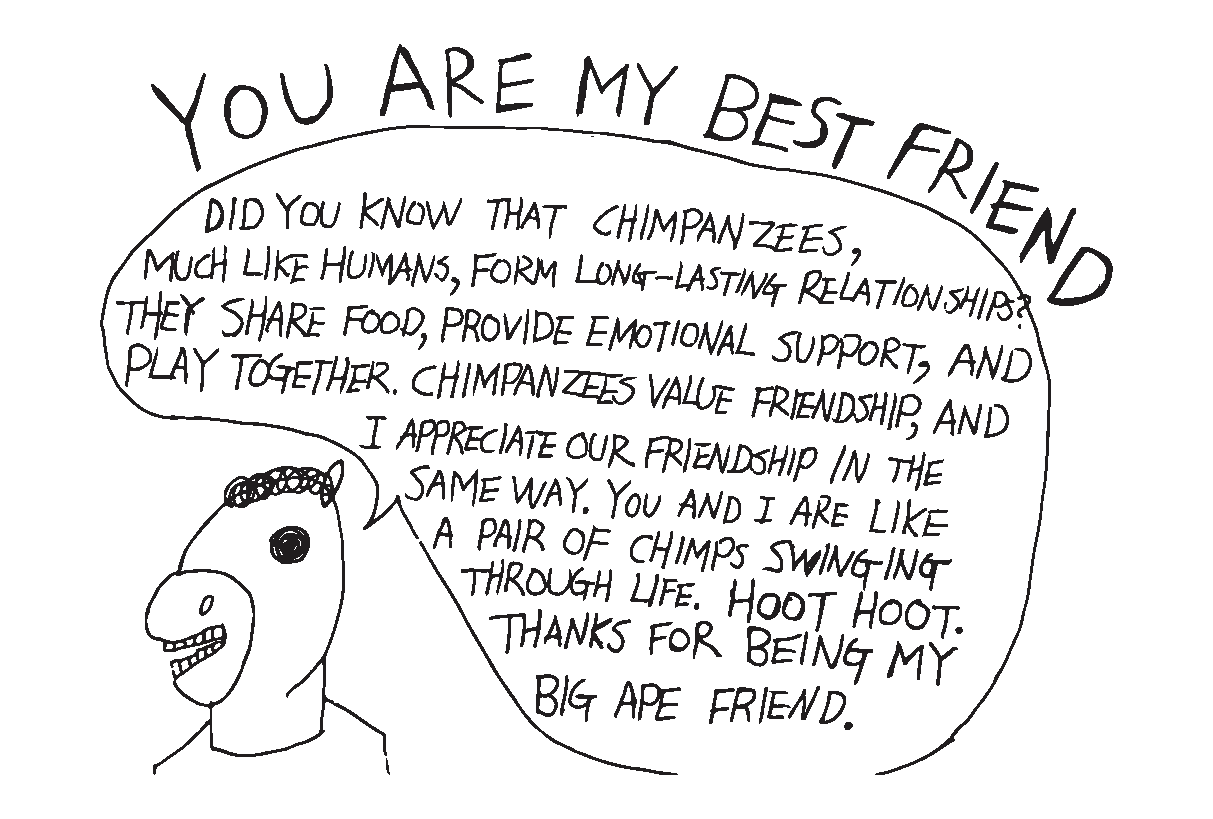 YOU ARE MY BEST FRIEND
DID YOU KNOW THAT CHIMPANZEES,
MUCH LIKE HUMANS, FORM LONG-LASTING RELATIONSHIPS?
THEY SHARE FOOD, PROVIDE EMOTIONAL SUPPORT, AND
PLAY TOGETHER. CHIMPANZEES VALUE FRIENDSHIP, AND
I APPRECIATE OUR FRIENDSHIP IN THE
SAME WAY. YOU AND I ARE LIKE
A PAIR OF CHIMPS SWINGING
THROUGH LIFE. HOOT HOOT.
THANKS FOR BEING MY
BIG APE FRIEND.